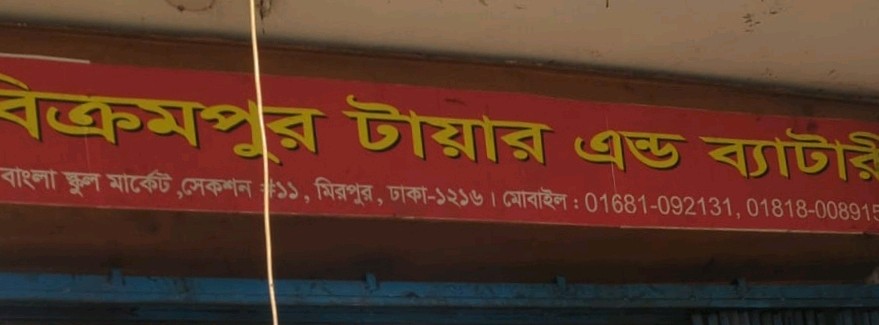 বিক্রমপুর টায়ার এন্ড ব্যাটারী
বাংলা স্কুল মার্কেট ,সেকশন #১১, মিরপুর, ঢাকা-১২১৬। মোবাইল : 01681-092131, 01818-008915